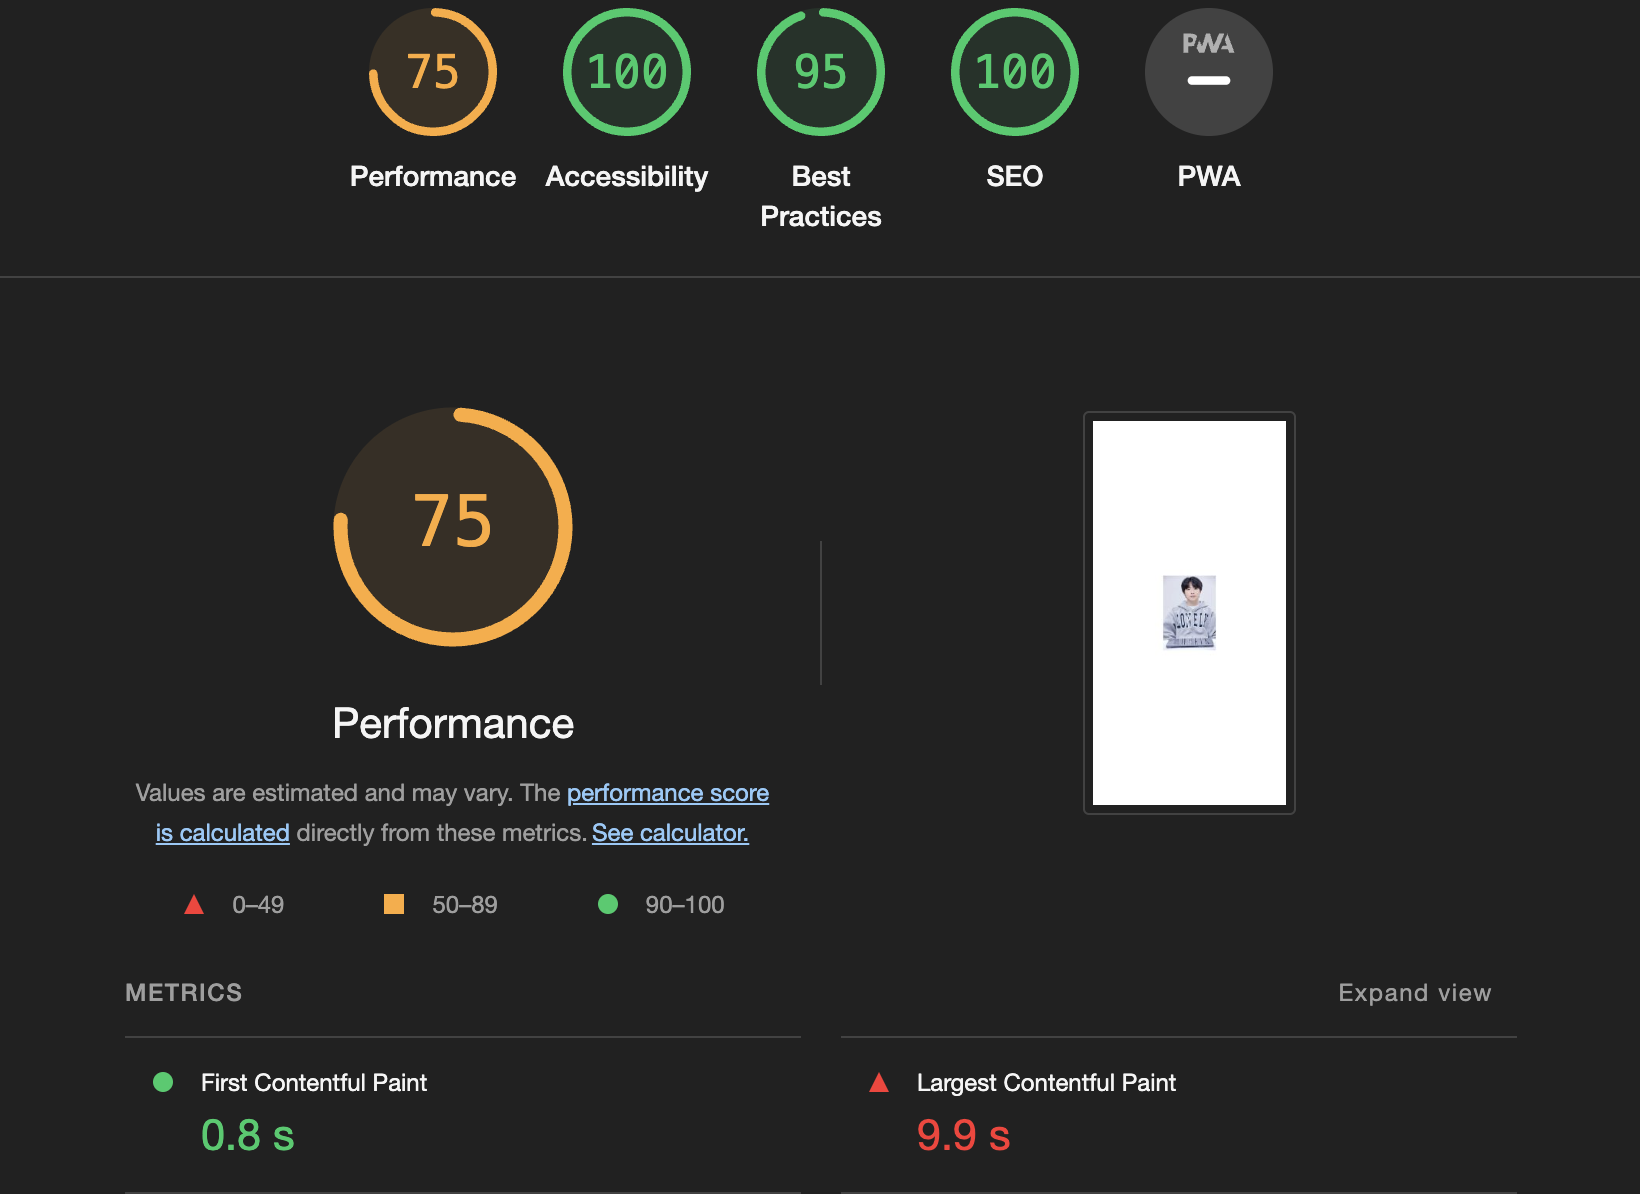 75
100
95
100
PWA
Performance
Accessibility
Best
Practices
SEO
PWA
75
Performance
Values are estimated and may vary. The performance score
is calculated directly from these metrics. See calculator.
0–49
50–89
90–100
METRICS
Expand view
First Contentful Paint
0.8 s
Largest Contentful Paint
9.9 s